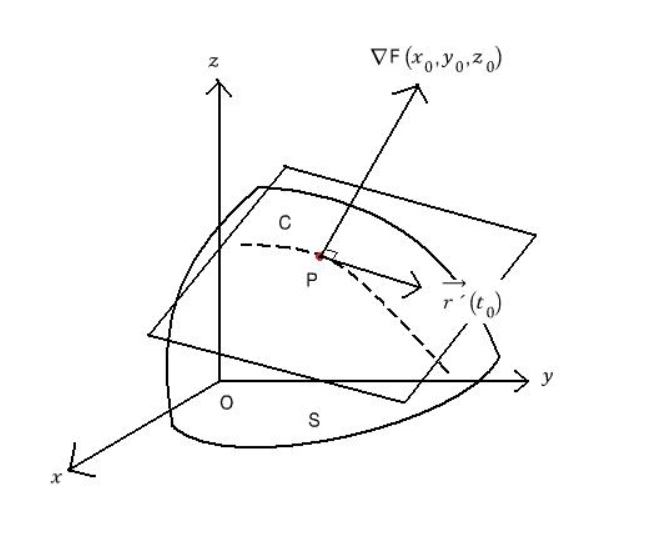 ∇F(x₀,y₀,z₀)
z
C
P
r⃗ ´(t₀)
y
O
S
x